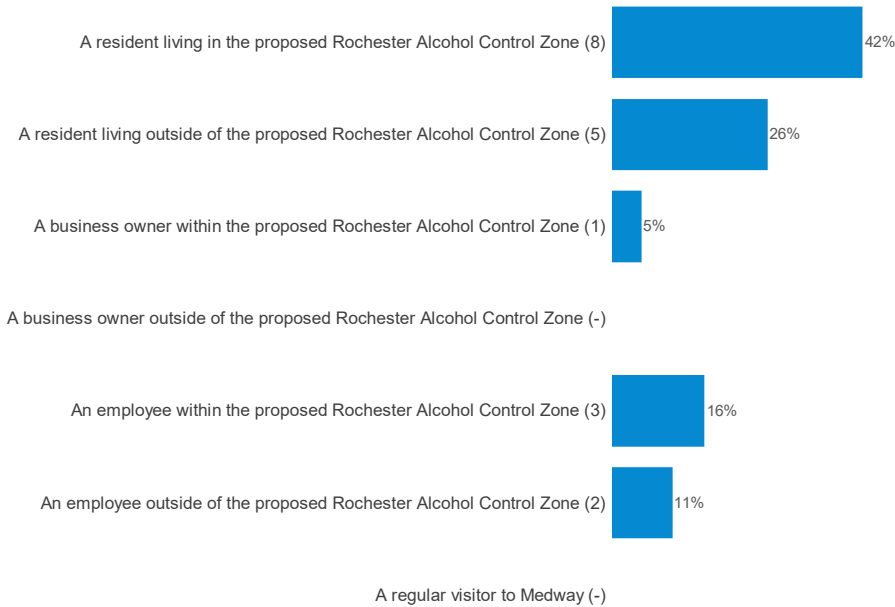 A resident living in the proposed Rochester Alcohol Control Zone (8) 42%
A resident living outside of the proposed Rochester Alcohol Control Zone (5) 26%
A business owner within the proposed Rochester Alcohol Control Zone (1) 5%
A business owner outside of the proposed Rochester Alcohol Control Zone (-)
An employee within the proposed Rochester Alcohol Control Zone (3) 16%
An employee outside of the proposed Rochester Alcohol Control Zone (2) 11%
A regular visitor to Medway (-)